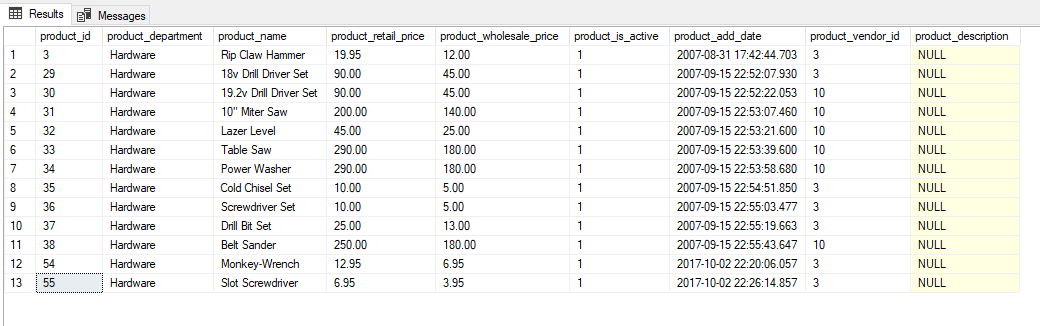 Results Messages
product_id product_department product_name product_retail_price product_wholesale_price product_is_active product_add_date product_vendor_id product_description
1 3 Hardware Rip Claw Hammer 19.95 12.00 1 2007-08-31 17:42:44.703 3 NULL
2 29 Hardware 18v Drill Driver Set 90.00 45.00 1 2007-09-15 22:52:07.930 3 NULL
3 30 Hardware 19.2v Drill Driver Set 90.00 45.00 1 2007-09-15 22:52:22.053 10 NULL
4 31 Hardware 10" Miter Saw 200.00 140.00 1 2007-09-15 22:53:07.460 10 NULL
5 32 Hardware Lazer Level 45.00 25.00 1 2007-09-15 22:53:21.600 10 NULL
6 33 Hardware Table Saw 290.00 180.00 1 2007-09-15 22:53:39.600 10 NULL
7 34 Hardware Power Washer 290.00 180.00 1 2007-09-15 22:53:58.680 10 NULL
8 35 Hardware Cold Chisel Set 10.00 5.00 1 2007-09-15 22:54:51.850 3 NULL
9 36 Hardware Screwdriver Set 10.00 5.00 1 2007-09-15 22:55:03.477 3 NULL
10 37 Hardware Drill Bit Set 25.00 13.00 1 2007-09-15 22:55:19.663 3 NULL
11 38 Hardware Belt Sander 250.00 180.00 1 2007-09-15 22:55:43.647 10 NULL
12 54 Hardware Monkey-Wrench 12.95 6.95 1 2017-10-02 22:20:06.057 3 NULL
13 55 Hardware Slot Screwdriver 6.95 3.95 1 2017-10-02 22:26:14.857 3 NULL